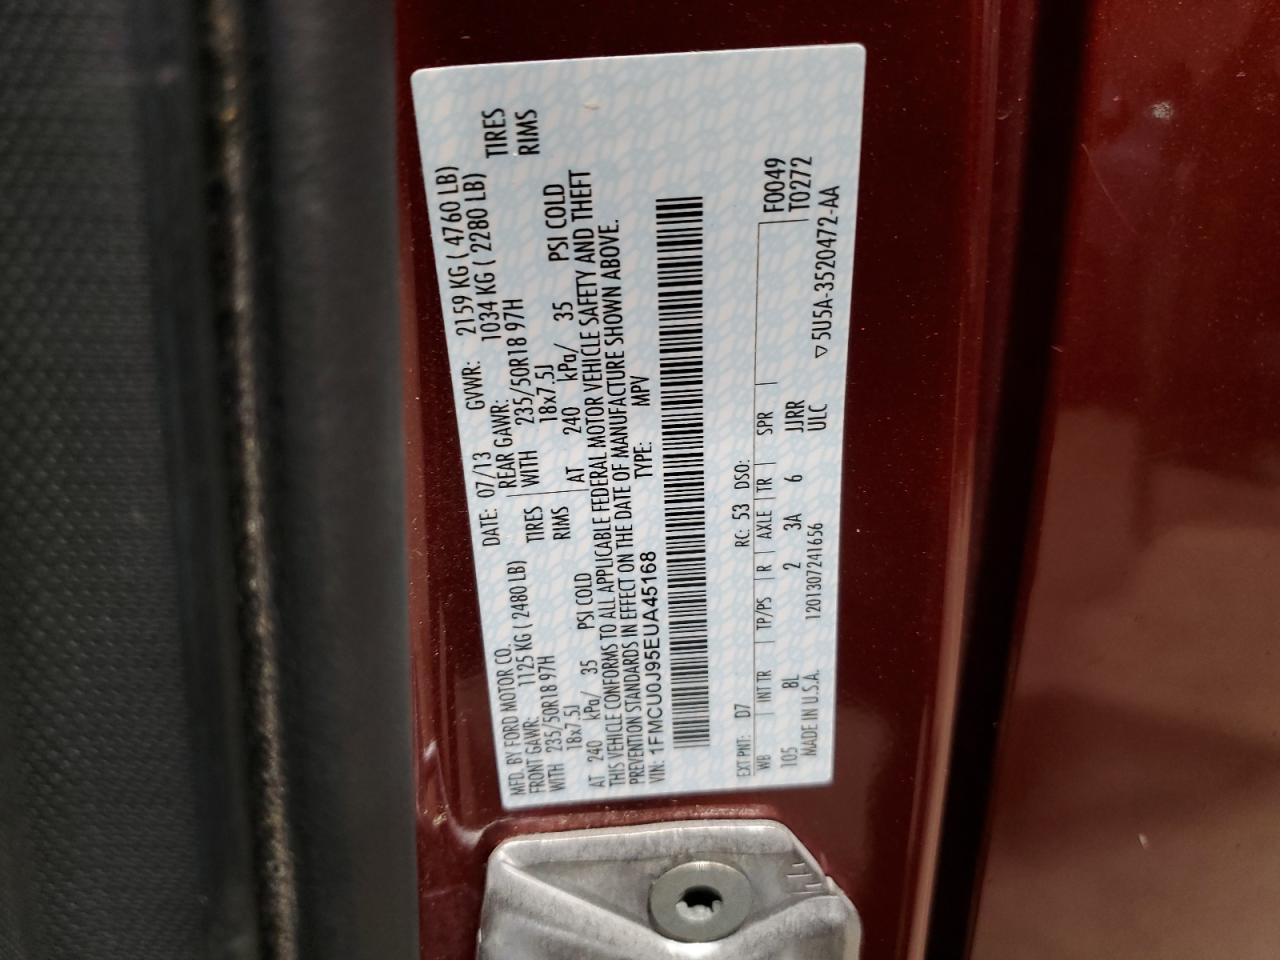 MFD. BY FORD MOTOR CO.
DATE: 07/13 GVWR: 2159 KG ( 4760 LB)
FRONT GAWR: 1125 KG ( 2480 LB) REAR GAWR: 1034 KG ( 2280 LB)
WITH 235/50R18 97H TIRES WITH 235/50R18 97H TIRES
18x7.5J RIMS 18x7.5J RIMS
AT 240 kPa/ 35 PSI COLD AT 240 kPa/ 35 PSI COLD
THIS VEHICLE CONFORMS TO ALL APPLICABLE FEDERAL MOTOR VEHICLE SAFETY AND THEFT
PREVENTION STANDARDS IN EFFECT ON THE DATE OF MANUFACTURE SHOWN ABOVE.
VIN: 1FMCU0J95EUA45168 TYPE: MPV
EXT PNT: D7 RC: 53 DSO: F0049
WB INT TR TP/PS R AXLE TR SPR T0272
105 8L 2 3A 6 JJRR
MADE IN U.S.A. 1201307241656 ULC ▽5U5A-3520472-AA